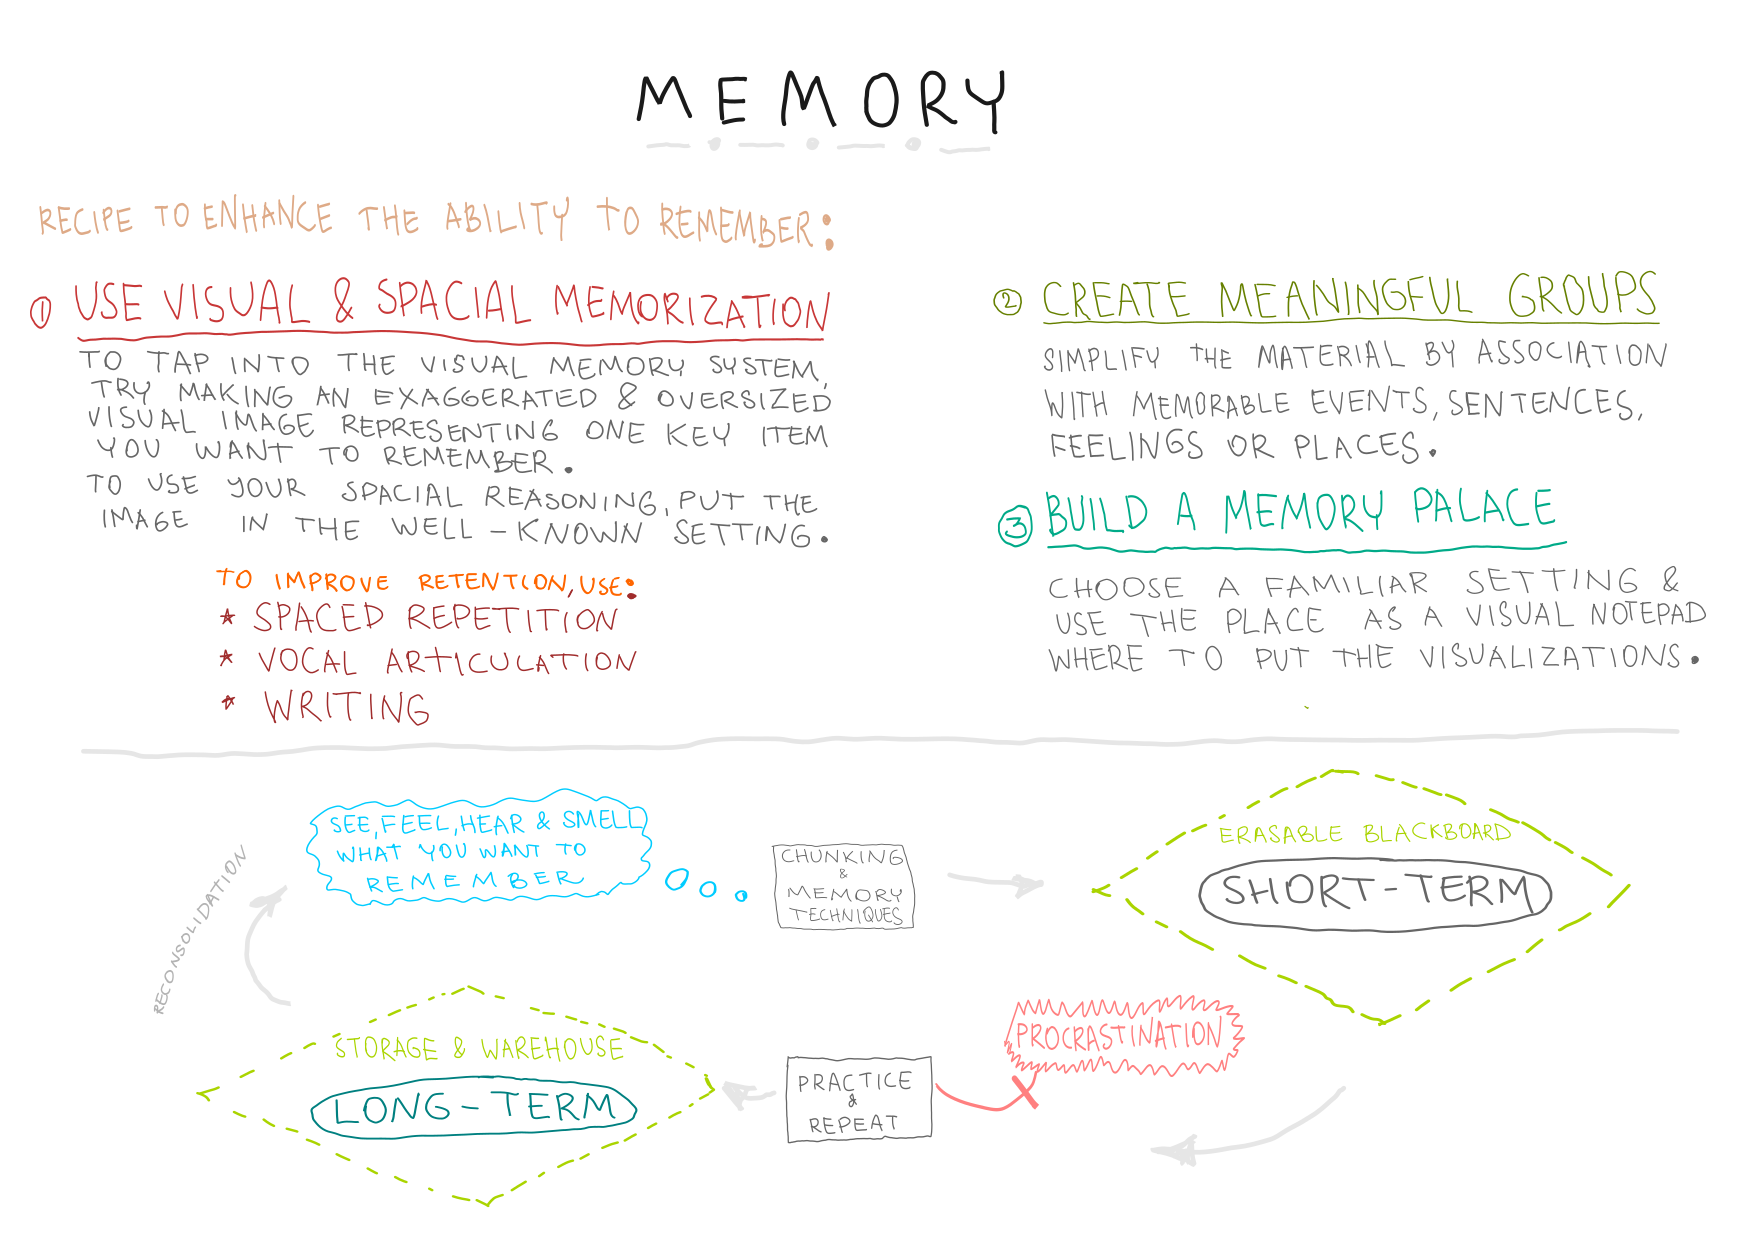 MEMORY
RECIPE TO ENHANCE THE ABILITY TO REMEMBER:
① USE VISUAL & SPACIAL MEMORIZATION
TO TAP INTO THE VISUAL MEMORY SYSTEM,
TRY MAKING AN EXAGGERATED & OVERSIZED
VISUAL IMAGE REPRESENTING ONE KEY ITEM
YOU WANT TO REMEMBER.
TO USE YOUR SPACIAL REASONING, PUT THE
IMAGE IN THE WELL-KNOWN SETTING.
TO IMPROVE RETENTION, USE:
* SPACED REPETITION
* VOCAL ARTICULATION
* WRITING
② CREATE MEANINGFUL GROUPS
SIMPLIFY THE MATERIAL BY ASSOCIATION
WITH MEMORABLE EVENTS, SENTENCES,
FEELINGS OR PLACES.
③ BUILD A MEMORY PALACE
CHOOSE A FAMILIAR SETTING &
USE THE PLACE AS A VISUAL NOTEPAD
WHERE TO PUT THE VISUALIZATIONS.
SEE, FEEL, HEAR & SMELL
WHAT YOU WANT TO
REMEMBER
CHUNKING
&
MEMORY
TECHNIQUES
ERASABLE BLACKBOARD
SHORT-TERM
PROCRASTINATION
PRACTICE
&
REPEAT
STORAGE & WAREHOUSE
LONG-TERM
RECONSOLIDATION